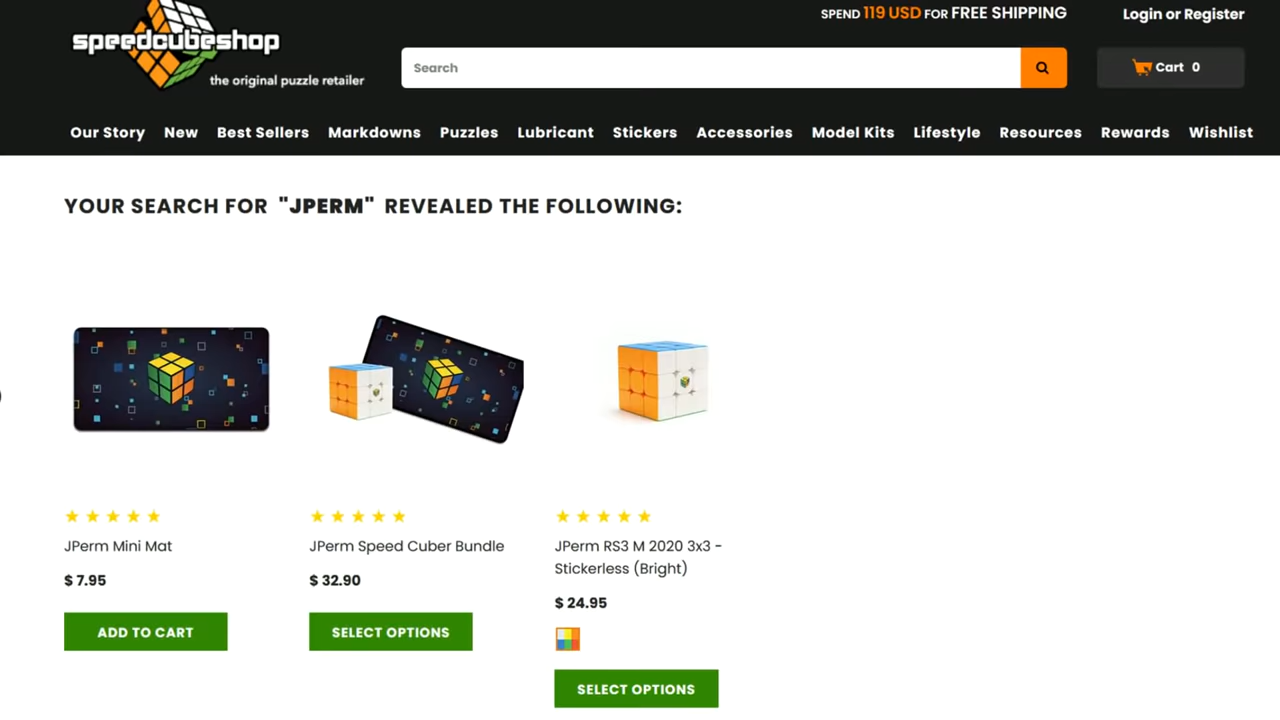 SPEND 119 USD FOR FREE SHIPPING
Login or Register
speedcubeshop
the original puzzle retailer
Search
Cart 0
Our Story New Best Sellers Markdowns Puzzles Lubricant Stickers Accessories Model Kits Lifestyle Resources Rewards Wishlist
YOUR SEARCH FOR "JPERM" REVEALED THE FOLLOWING:
JPerm Mini Mat
$ 7.95
ADD TO CART
JPerm Speed Cuber Bundle
$ 32.90
SELECT OPTIONS
JPerm RS3 M 2020 3x3 -
Stickerless (Bright)
$ 24.95
SELECT OPTIONS